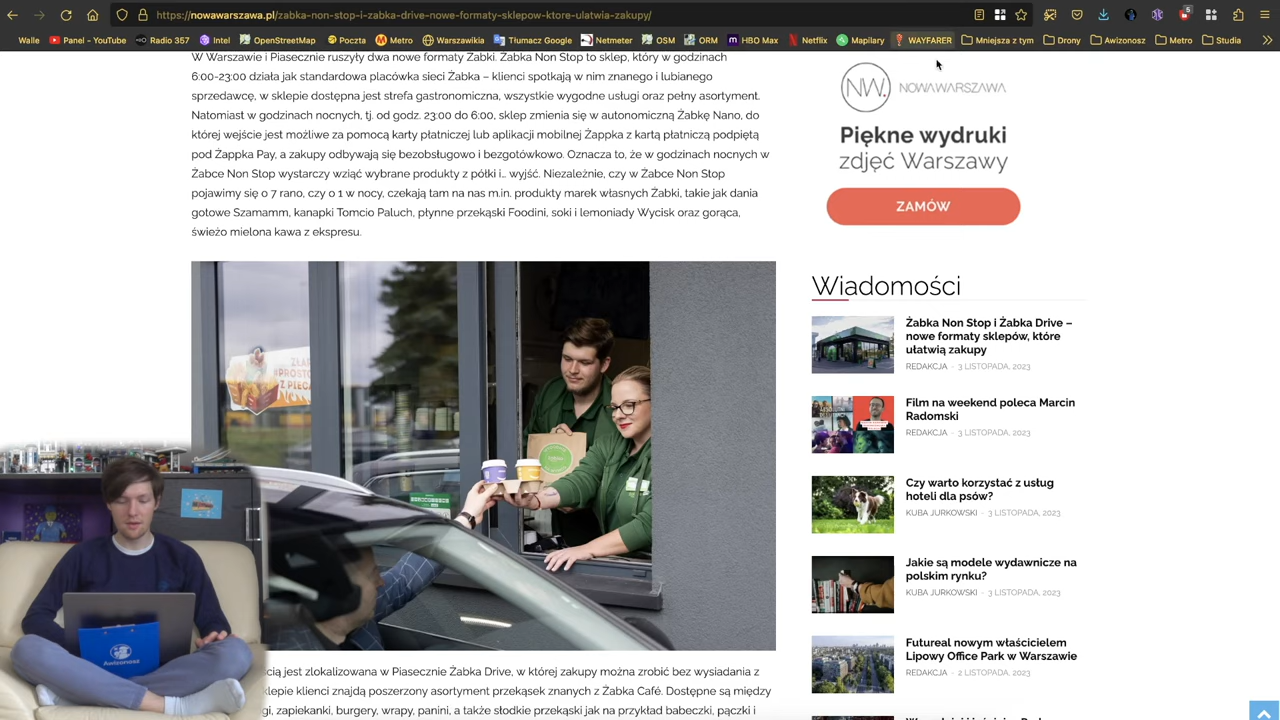 https://nowawarszawa.pl/zabka-non-stop-i-zabka-drive-nowe-formaty-sklepow-ktore-ulatwia-zakupy/
Walle
Panel - YouTube
Radio 357
Intel
OpenStreetMap
Poczta
Metro
Warszawikia
Tłumacz Google
Netmeter
OSM
ORM
HBO Max
Netflix
Mapilary
WAYFARER
Mniejsze z tym
Drony
Awizonosz
Metro
Studia
W Warszawie i Piasecznie ruszyły dwa nowe formaty Żabki. Żabka Non Stop to sklep, który w godzinach
6:00-23:00 działa jak standardowa placówka sieci Żabka – klienci spotkają w nim znanego i lubianego
sprzedawcę, w sklepie dostępna jest strefa gastronomiczna, wszystkie wygodne usługi oraz pełny asortyment.
Natomiast w godzinach nocnych, tj. od godz. 23:00 do 6:00, sklep zmienia się w autonomiczną Żabkę Nano, do
której wejście jest możliwe za pomocą karty płatniczej lub aplikacji mobilnej Żappka z kartą płatniczą podpiętą
pod Żappka Pay, a zakupy odbywają się bezobsługowo i bezgotówkowo. Oznacza to, że w godzinach nocnych w
Żabce Non Stop wystarczy wziąć wybrane produkty z półki i… wyjść. Niezależnie, czy w Żabce Non Stop
pojawimy się o 7 rano, czy o 1 w nocy, czekają tam na nas m.in. produkty marek własnych Żabki, takie jak dania
gotowe Szamamm, kanapki Tomcio Paluch, płynne przekąski Foodini, soki i lemoniady Wycisk oraz gorąca,
świeżo mielona kawa z ekspresu.
ZŁAP
PROSTO
Z PIECA
Awizonosz
cią jest zlokalizowana w Piasecznie Żabka Drive, w której zakupy można zrobić bez wysiadania z
klepie klienci znajdą poszerzony asortyment przekąsek znanych z Żabka Café. Dostępne są między
gi, zapiekanki, burgery, wrapy, panini, a także słodkie przekąski jak na przykład babeczki, pączki i
NW.
NOWAWARSZAWA
Piękne wydruki
zdjęć Warszawy
ZAMÓW
Wiadomości
Żabka Non Stop i Żabka Drive –
nowe formaty sklepów, które
ułatwią zakupy
REDAKCJA - 3 LISTOPADA, 2023
Film na weekend poleca Marcin
Radomski
REDAKCJA - 3 LISTOPADA, 2023
Czy warto korzystać z usług
hoteli dla psów?
KUBA JURKOWSKI - 3 LISTOPADA, 2023
Jakie są modele wydawnicze na
polskim rynku?
KUBA JURKOWSKI - 3 LISTOPADA, 2023
Futureal nowym właścicielem
Lipowy Office Park w Warszawie
REDAKCJA - 2 LISTOPADA, 2023